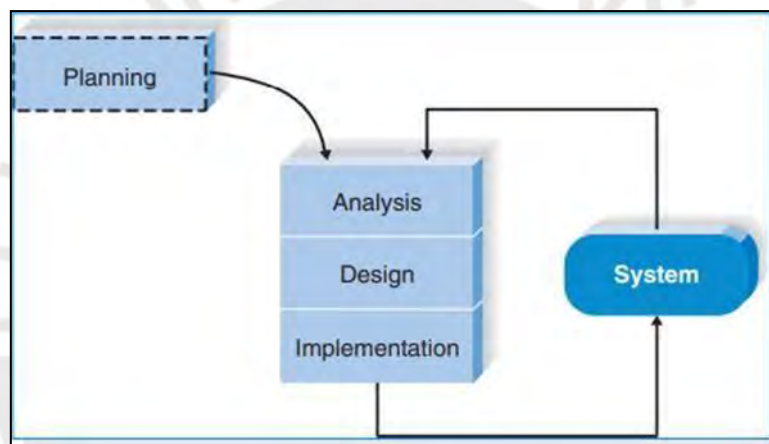 Planning
Analysis
Design
System
Implementation